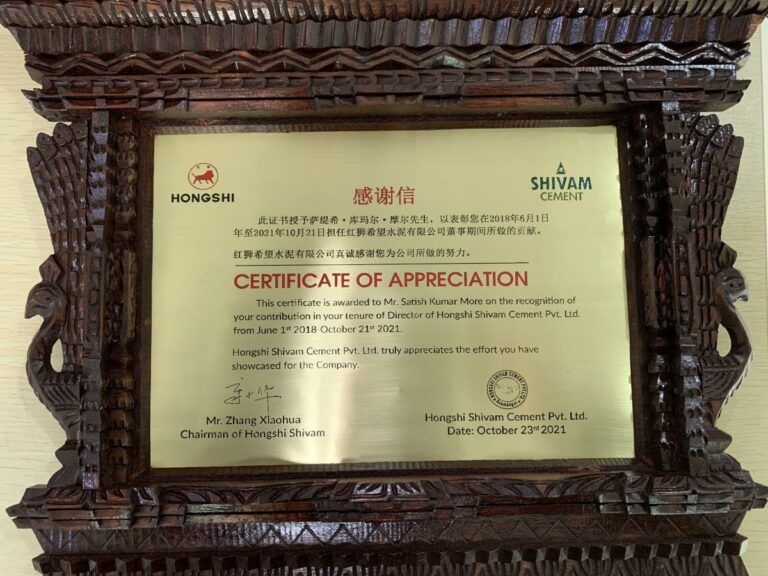 HONGSHI
感谢信
SHIVAM
CEMENT
此证书授予萨缇希·库玛尔·摩尔先生，以表彰您在2018年6月1日
年至2021年10月21日担任红狮希望水泥有限公司董事期间所做的贡献。
红狮希望水泥有限公司真诚感谢您为公司所做的努力。
CERTIFICATE OF APPRECIATION
This certificate is awarded to Mr. Satish Kumar More on the recognition of
your contribution in your tenure of Director of Hongshi Shivam Cement Pvt. Ltd.
from June 1st 2018-October 21st 2021.
Hongshi Shivam Cement Pvt. Ltd. truly appreciates the effort you have
showcased for the Company.
Mr. Zhang Xiaohua
Chairman of Hongshi Shivam
HONGSHI SHIVAM CEMENT PVT. LTD.
Hongshi Shivam Cement Pvt. Ltd.
Date: October 23rd 2021